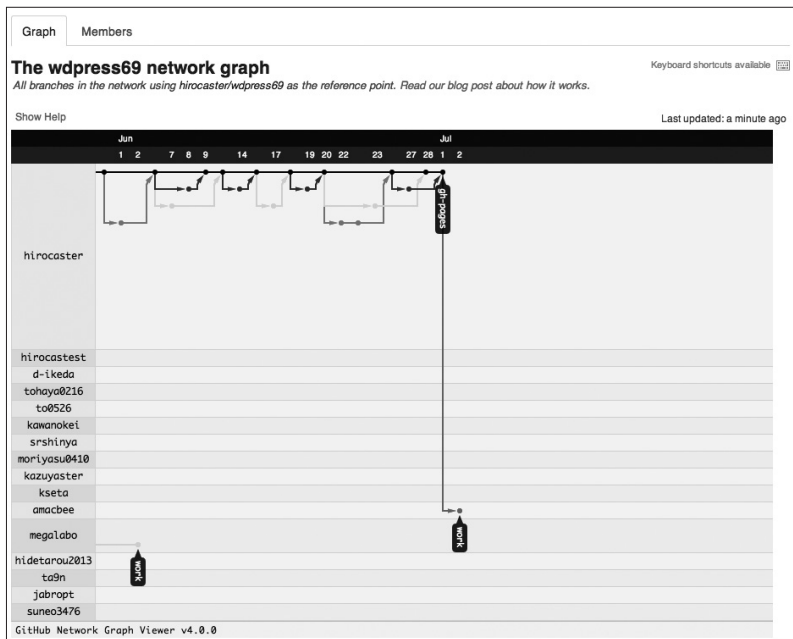 Graph Members
The wdpress69 network graph
Keyboard shortcuts available
All branches in the network using hirocaster/wdpress69 as the reference point. Read our blog post about how it works.
Show Help
Last updated: a minute ago
Jun Jul
1 2 7 8 9 14 17 19 20 22 23 27 28 1 2
gh-pages
hirocaster
hirocastest
d-ikeda
tohaya0216
to0526
kawanokei
srshinya
moriyasu0410
kazuyaster
kseta
amacbee
megalabo
work
hidetarou2013
work
ta9n
jabropt
suneo3476
GitHub Network Graph Viewer v4.0.0